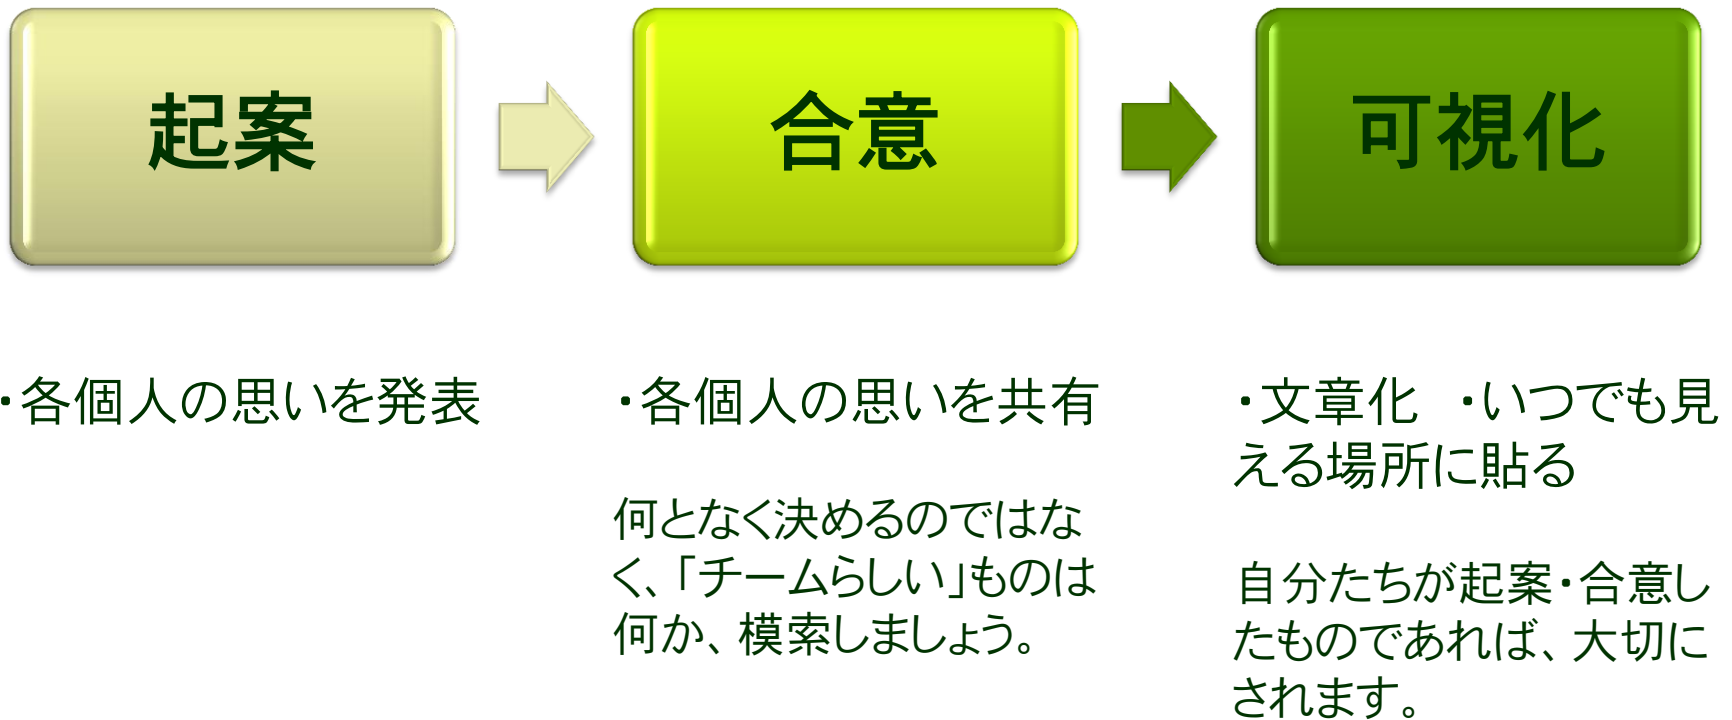 起案
合意
可視化
・各個人の思いを発表
・各個人の思いを共有
何となく決めるのではな
く、「チームらしい」ものは
何か、模索しましょう。
・文章化　・いつでも見
える場所に貼る
自分たちが起案・合意し
たものであれば、大切に
されます。